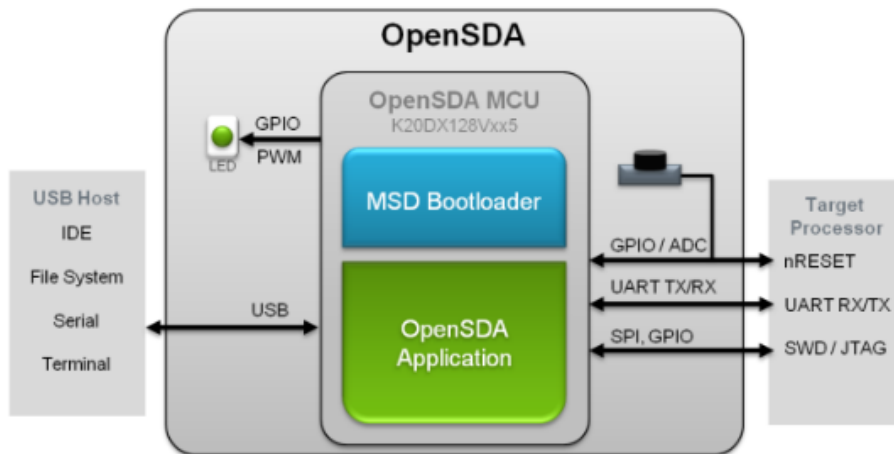 OpenSDA
OpenSDA MCU
K20DX128Vxx5
GPIO
PWM
LED
MSD Bootloader
OpenSDA
Application
USB Host
IDE
File System
Serial
Terminal
USB
GPIO / ADC
UART TX/RX
SPI, GPIO
Target
Processor
nRESET
UART RX/TX
SWD / JTAG